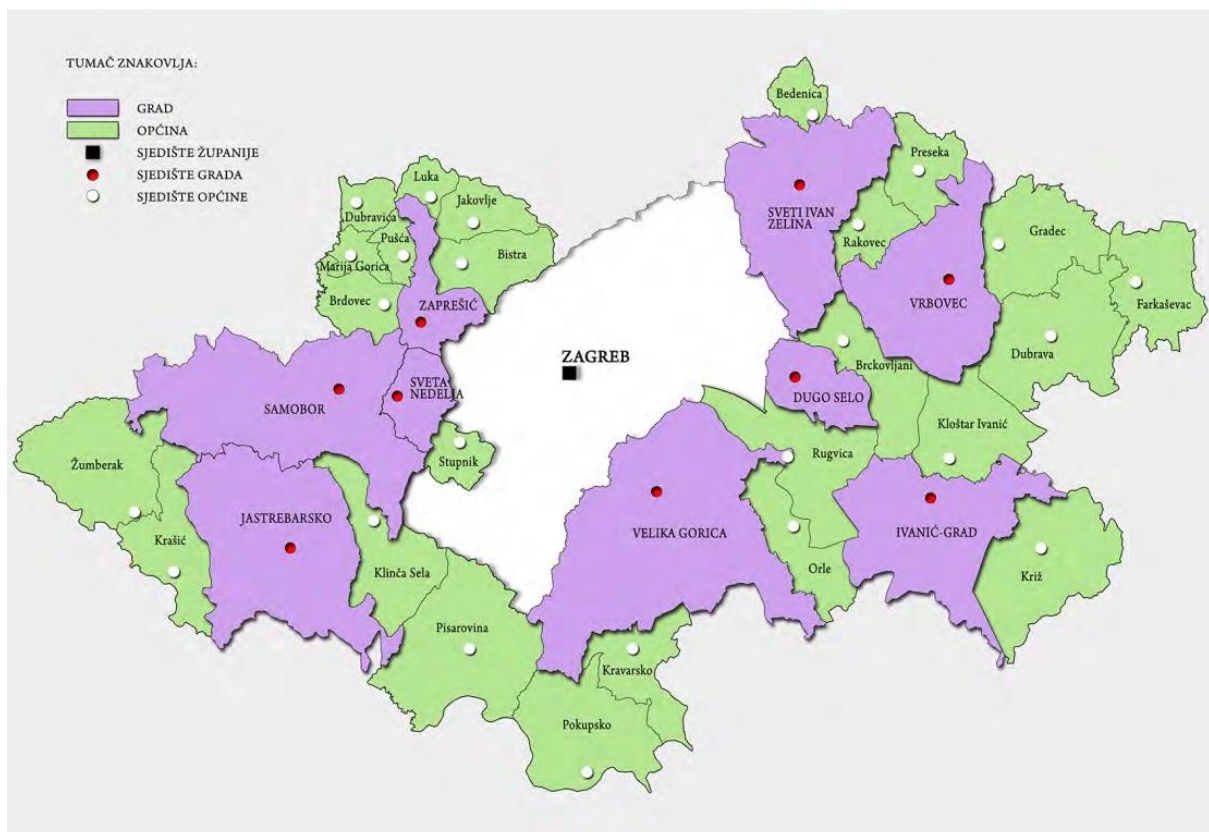 TUMAČ ZNAKOVLJA:
GRAD
OPĆINA
SJEDIŠTE ŽUPANIJE
SJEDIŠTE GRADA
SJEDIŠTE OPĆINE
Bedenica
Preseka
Luka
Jakovlje
Dubravica
SVETI IVAN
ZELINA
Pušća
Rakovec
Gradec
Bistra
Marija Gorica
Brdovec
ZAPREŠIĆ
VRBOVEC
Farkaševac
ZAGREB
Dubrava
Brckovljani
SVETA
NEDELJA
DUGO SELO
SAMOBOR
Kloštar Ivanić
Rugvica
Stupnik
Žumberak
JASTREBARSKO
VELIKA GORICA
IVANIĆ-GRAD
Krašić
Klinča Sela
Orle
Križ
Pisarovina
Kravarsko
Pokupsko